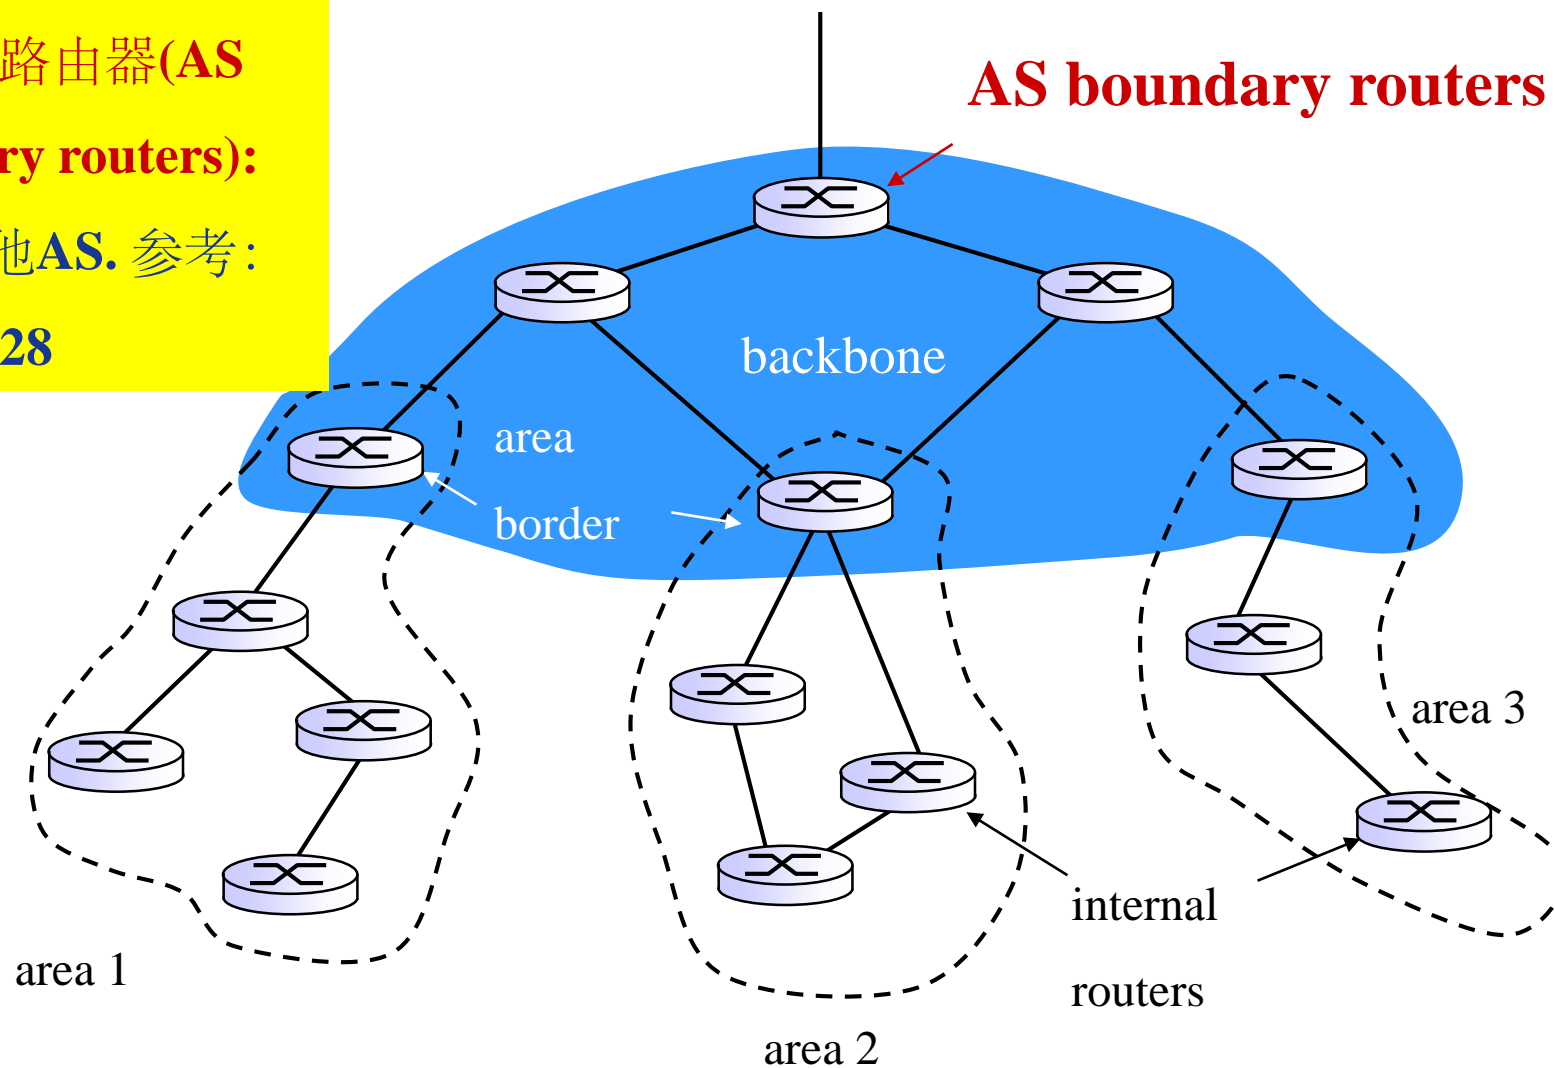 路由器(AS
ry routers):
他AS. 参考:
28
AS boundary routers
backbone
area
border
area 3
internal
routers
area 1
area 2